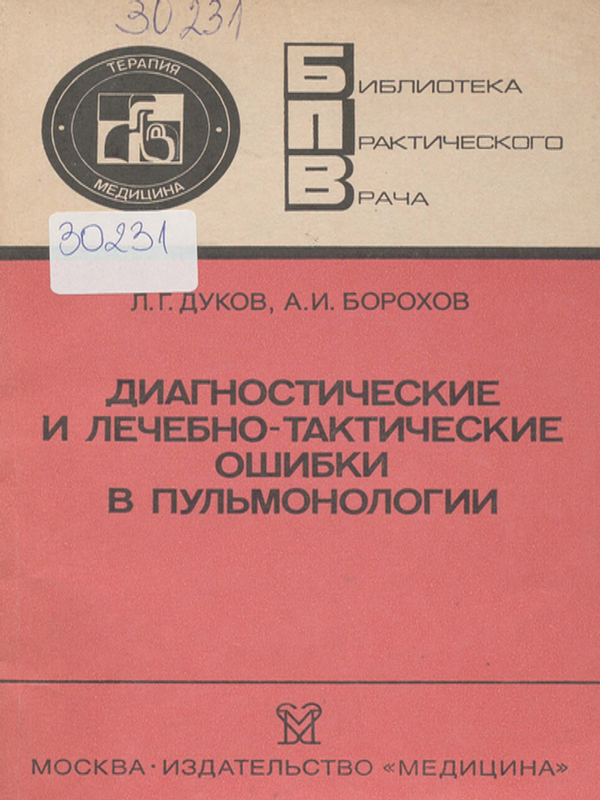 30231
ТЕРАПИЯ
МЕДИЦИНА
БИБЛИОТЕКА
ПРАКТИЧЕСКОГО
ВРАЧА
30231
Л. Г. ДУКОВ, А. И. БОРОХОВ
ДИАГНОСТИЧЕСКИЕ
И ЛЕЧЕБНО-ТАКТИЧЕСКИЕ
ОШИБКИ
В ПУЛЬМОНОЛОГИИ
МОСКВА · ИЗДАТЕЛЬСТВО «МЕДИЦИНА»